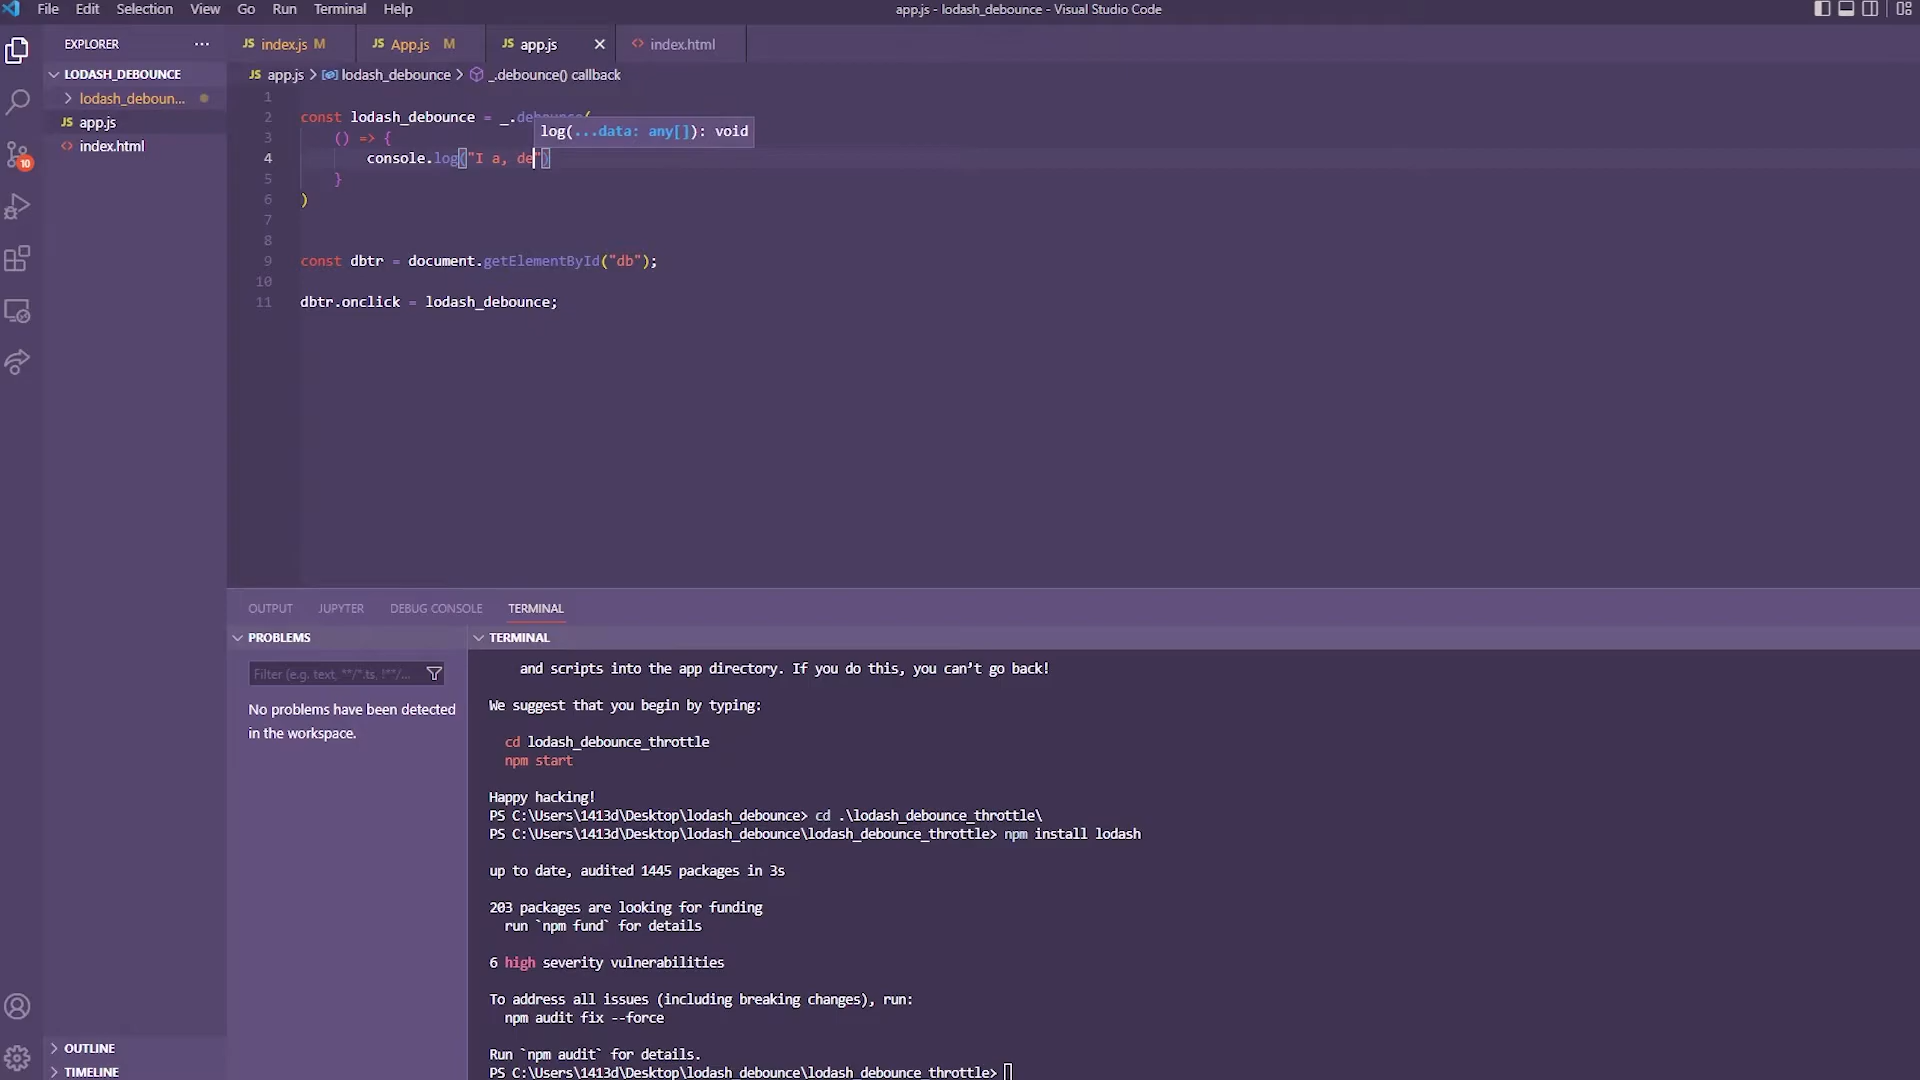 File Edit Selection View Go Run Terminal Help
app.js - lodash_debounce - Visual Studio Code
EXPLORER ···
LODASH_DEBOUNCE
lodash_deboun...
JS app.js
<> index.html
10
JS index.js M
JS App.js M
JS app.js
<> index.html
JS app.js > lodash_debounce > _.debounce() callback
1
2 const lodash_debounce = _.debounce(
log(...data: any[]): void
3 () => {
4 console.log("I a, de")
5 }
6 )
7
8
9 const dbtr = document.getElementById("db");
10
11 dbtr.onclick = lodash_debounce;
OUTPUT JUPYTER DEBUG CONSOLE TERMINAL
PROBLEMS
Filter (e.g. text, **/*.ts, !**/...
No problems have been detected
in the workspace.
TERMINAL
and scripts into the app directory. If you do this, you can’t go back!
We suggest that you begin by typing:
cd lodash_debounce_throttle
npm start
Happy hacking!
PS C:\Users\1413d\Desktop\lodash_debounce> cd .\lodash_debounce_throttle\
PS C:\Users\1413d\Desktop\lodash_debounce\lodash_debounce_throttle> npm install lodash
up to date, audited 1445 packages in 3s
203 packages are looking for funding
run `npm fund` for details
6 high severity vulnerabilities
To address all issues (including breaking changes), run:
npm audit fix --force
Run `npm audit` for details.
PS C:\Users\1413d\Desktop\lodash_debounce\lodash_debounce_throttle>
OUTLINE
TIMELINE